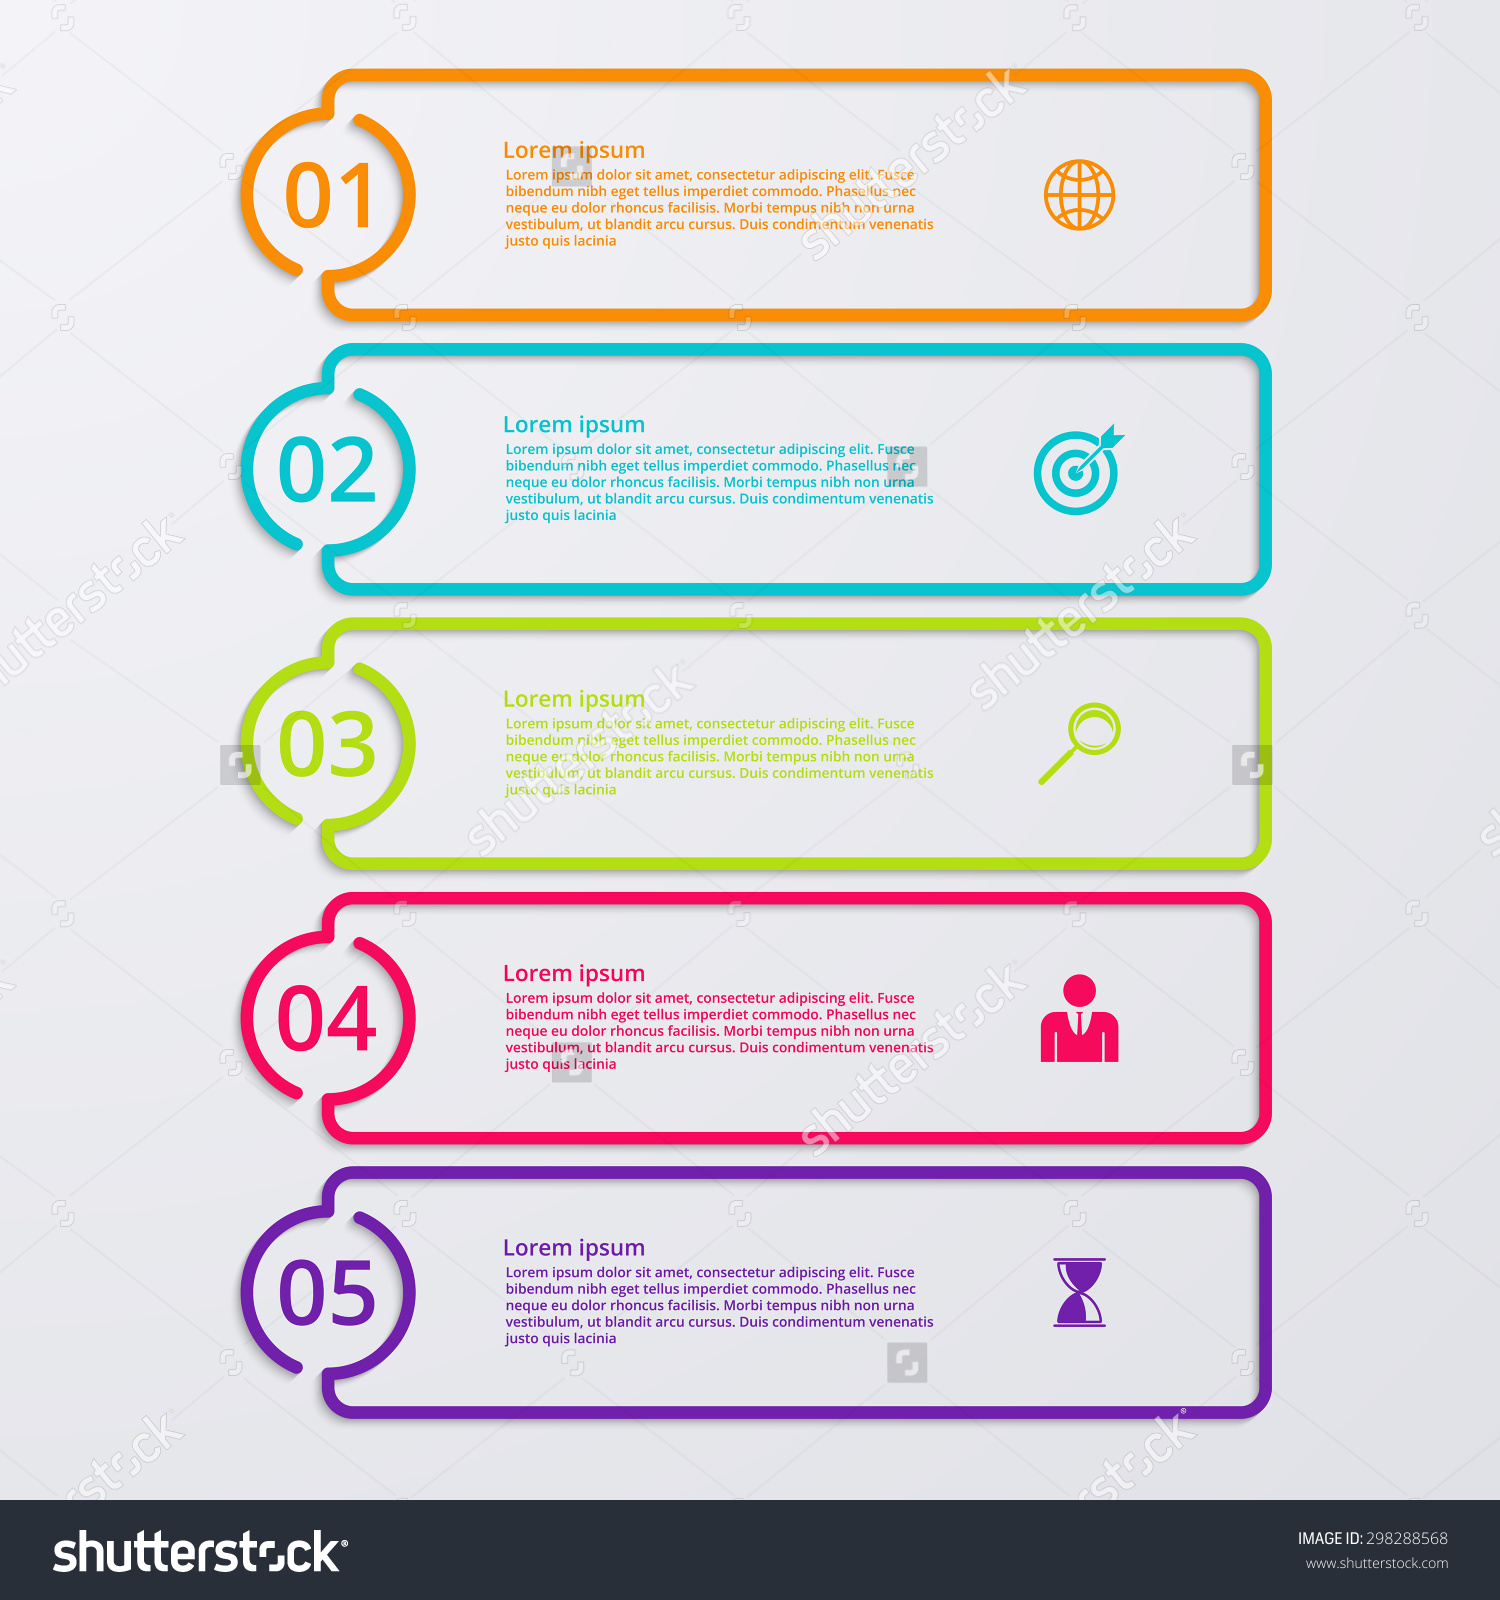 01
Lorem ipsum
Lorem ipsum dolor sit amet, consectetur adipiscing elit. Fusce
bibendum nibh eget tellus imperdiet commodo. Phasellus nec
neque eu dolor rhoncus facilisis. Morbi tempus nibh non urna
vestibulum, ut blandit arcu cursus. Duis condimentum venenatis
justo quis lacinia
02
Lorem ipsum
Lorem ipsum dolor sit amet, consectetur adipiscing elit. Fusce
bibendum nibh eget tellus imperdiet commodo. Phasellus nec
neque eu dolor rhoncus facilisis. Morbi tempus nibh non urna
vestibulum, ut blandit arcu cursus. Duis condimentum venenatis
justo quis lacinia
03
Lorem ipsum
Lorem ipsum dolor sit amet, consectetur adipiscing elit. Fusce
bibendum nibh eget tellus imperdiet commodo. Phasellus nec
neque eu dolor rhoncus facilisis. Morbi tempus nibh non urna
vestibulum, ut blandit arcu cursus. Duis condimentum venenatis
justo quis lacinia
04
Lorem ipsum
Lorem ipsum dolor sit amet, consectetur adipiscing elit. Fusce
bibendum nibh eget tellus imperdiet commodo. Phasellus nec
neque eu dolor rhoncus facilisis. Morbi tempus nibh non urna
vestibulum, ut blandit arcu cursus. Duis condimentum venenatis
justo quis lacinia
05
Lorem ipsum
Lorem ipsum dolor sit amet, consectetur adipiscing elit. Fusce
bibendum nibh eget tellus imperdiet commodo. Phasellus nec
neque eu dolor rhoncus facilisis. Morbi tempus nibh non urna
vestibulum, ut blandit arcu cursus. Duis condimentum venenatis
justo quis lacinia
shutterstock
shutterstock
shutterstock
shutterstock
shutterstock
shutterstock
shutterstock
shutterstock®
IMAGE ID: 298288568
www.shutterstock.com